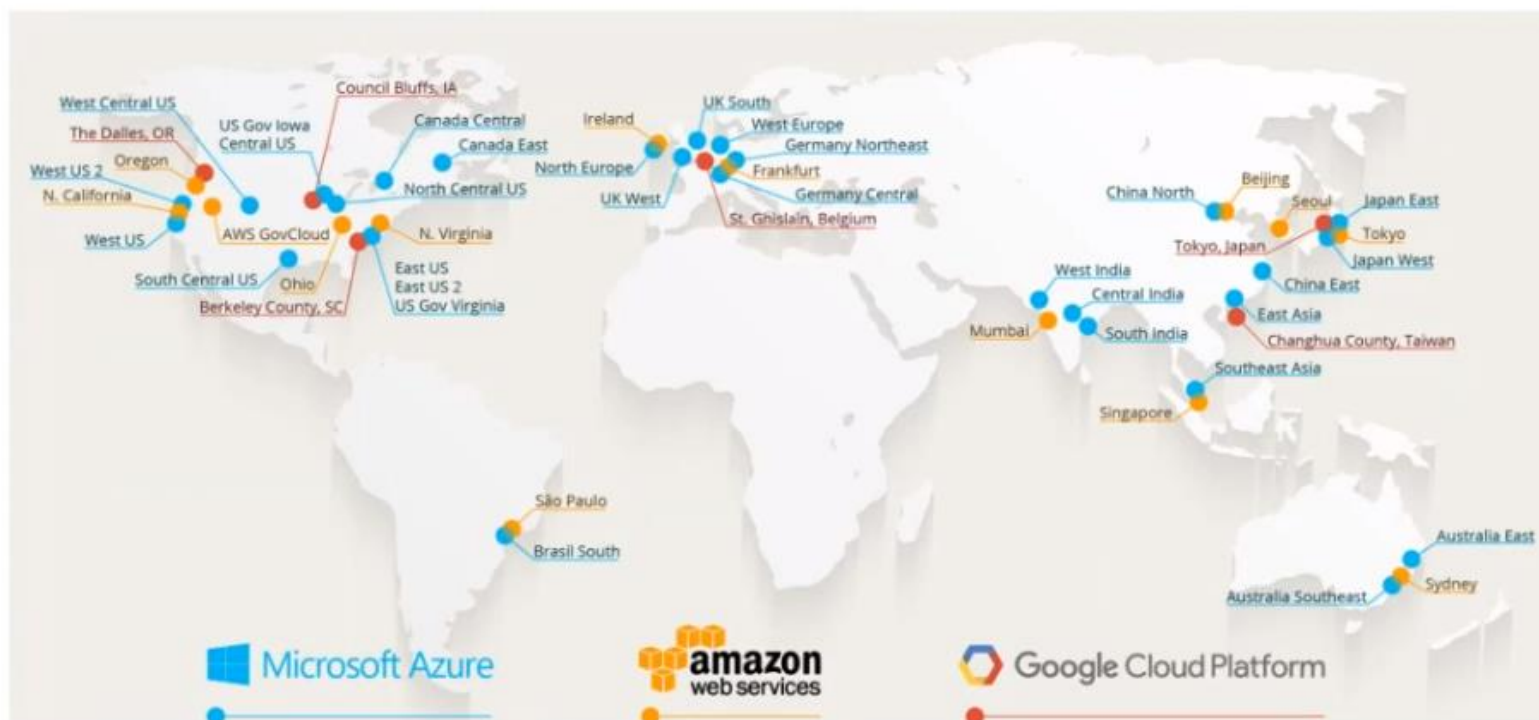 Council Bluffs, IA
West Central US
The Dalles, OR
US Gov Iowa
Central US
Canada Central
Canada East
Oregon
West US 2
N. California
North Central US
West US
AWS GovCloud
N. Virginia
South Central US
Ohio
Berkeley County, SC
East US
East US 2
US Gov Virginia
Ireland
UK South
West Europe
North Europe
Germany Northeast
Frankfurt
UK West
Germany Central
St. Ghislain, Belgium
China North
Beijing
Seoul
Japan East
Tokyo, Japan
Tokyo
Japan West
West India
China East
Central India
East Asia
Mumbai
South India
Changhua County, Taiwan
Southeast Asia
Singapore
São Paulo
Brasil South
Australia East
Sydney
Australia Southeast
Microsoft Azure
amazon
web services
Google Cloud Platform